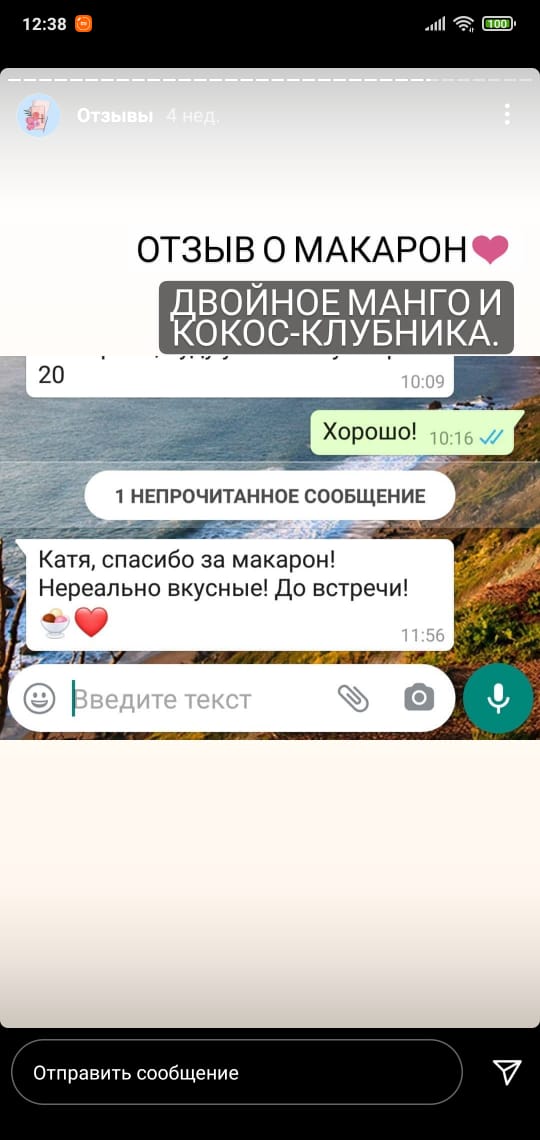 12:38
100
Отзывы 4 нед.
ОТЗЫВ О МАКАРОН
ДВОЙНОЕ МАНГО И
КОКОС-КЛУБНИКА.
20
10:09
Хорошо! 10:16
1 НЕПРОЧИТАННОЕ СООБЩЕНИЕ
Катя, спасибо за макарон!
Нереально вкусные! До встречи!
11:56
Введите текст
Отправить сообщение